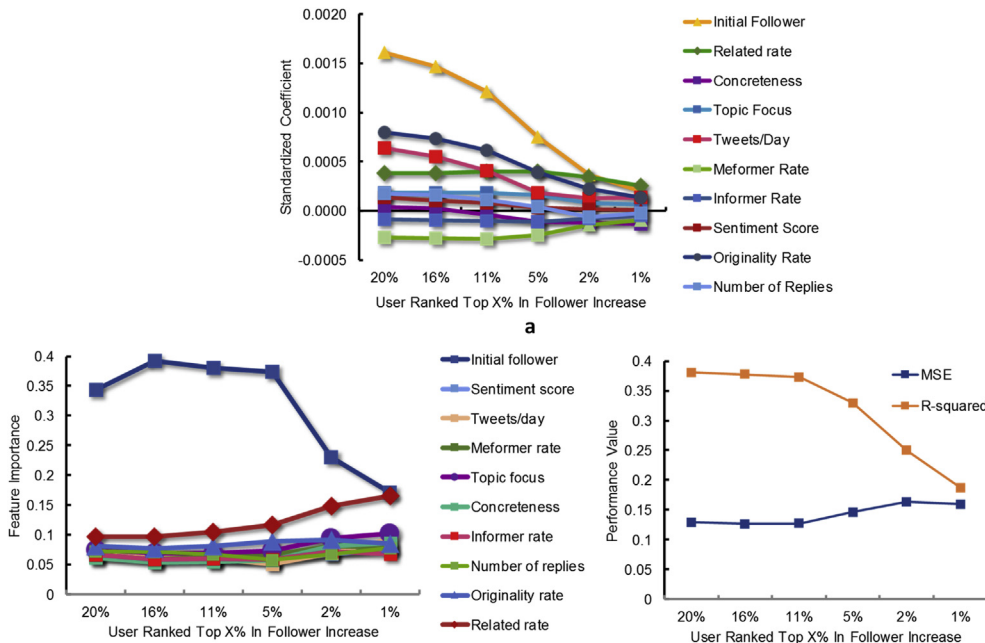 0.0020
0.0015
0.0010
0.0005
0.0000
-0.0005
Standardized Coefficient
20% 16% 11% 5% 2% 1%
User Ranked Top X% In Follower Increase
Initial Follower
Related rate
Concreteness
Topic Focus
Tweets/Day
Meformer Rate
Informer Rate
Sentiment Score
Originality Rate
Number of Replies
a
0.4
0.35
0.3
0.25
0.2
0.15
0.1
0.05
0
Feature Importance
20% 16% 11% 5% 2% 1%
User Ranked Top X% In Follower Increase
Initial follower
Sentiment score
Tweets/day
Meformer rate
Topic focus
Concreteness
Informer rate
Number of replies
Originality rate
Related rate
0.4
0.35
0.3
0.25
0.2
0.15
0.1
0.05
0
Performance Value
20% 16% 11% 5% 2% 1%
User Ranked Top X% In Follower Increase
MSE
R-squared